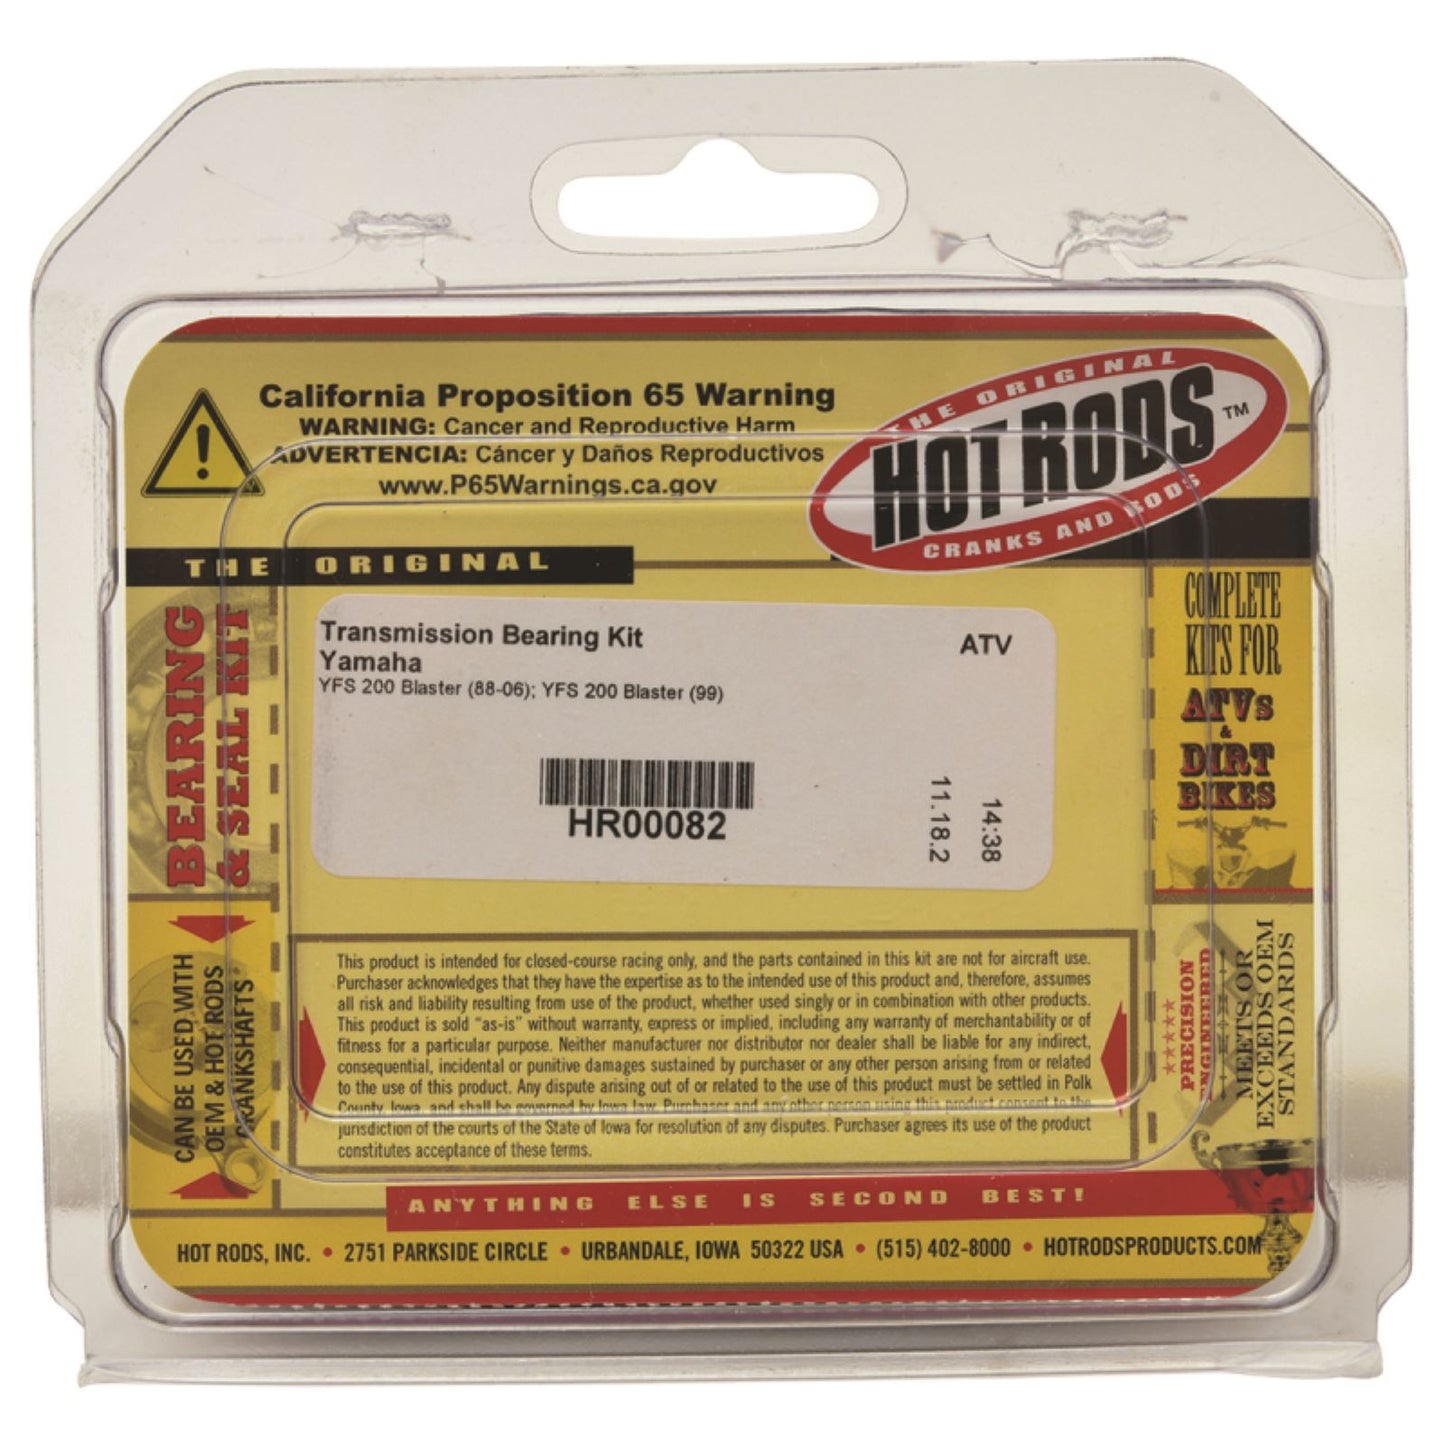 California Proposition 65 Warning
WARNING: Cancer and Reproductive Harm
ADVERTENCIA: Cáncer y Daños Reproductivos
www.P65Warnings.ca.gov
THE ORIGINAL
HOT RODS™
CRANKS AND RODS
THE ORIGINAL
BEARING
& SEAL KIT
Transmission Bearing Kit
ATV
Yamaha
YFS 200 Blaster (88-06); YFS 200 Blaster (99)
HR00082
11.18.2
14:38
COMPLETE
KITS FOR
ATVs
&
DIRT
BIKES
CAN BE USED WITH
OEM & HOT RODS
CRANKSHAFTS
This product is intended for closed-course racing only, and the parts contained in this kit are not for aircraft use.
Purchaser acknowledges that they have the expertise as to the intended use of this product and, therefore, assumes
all risk and liability resulting from use of the product, whether used singly or in combination with other products.
This product is sold "as-is" without warranty, express or implied, including any warranty of merchantability or of
fitness for a particular purpose. Neither manufacturer nor distributor nor dealer shall be liable for any indirect,
consequential, incidental or punitive damages sustained by purchaser or any other person arising from or related
to the use of this product. Any dispute arising out of or related to the use of this product must be settled in Polk
County, Iowa, and shall be governed by Iowa law. Purchaser and any other person using this product consent to the
jurisdiction of the courts of the State of Iowa for resolution of any disputes. Purchaser agrees its use of the product
constitutes acceptance of these terms.
PRECISION
ENGINEERED
MEETS OR
EXCEEDS OEM
STANDARDS
ANYTHING ELSE IS SECOND BEST!
HOT RODS, INC. • 2751 PARKSIDE CIRCLE • URBANDALE, IOWA 50322 USA • (515) 402-8000 • HOTRODSPRODUCTS.COM